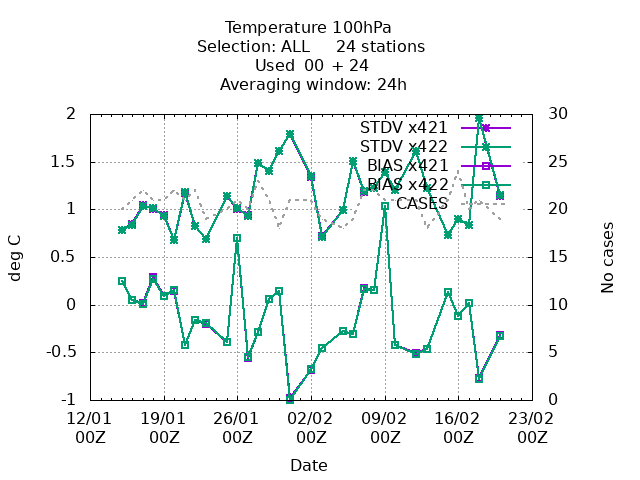 Temperature 100hPa
Selection: ALL 24 stations
Used 00 + 24
Averaging window: 24h
2 30
STDV x421
STDV x422
1.5 25
BIAS x421
BIAS x422
CASES
1 20
0.5 15
0 10
-0.5 5
-1 0
deg C
No cases
12/01 19/01 26/01 02/02 09/02 16/02 23/02
00Z 00Z 00Z 00Z 00Z 00Z 00Z
Date